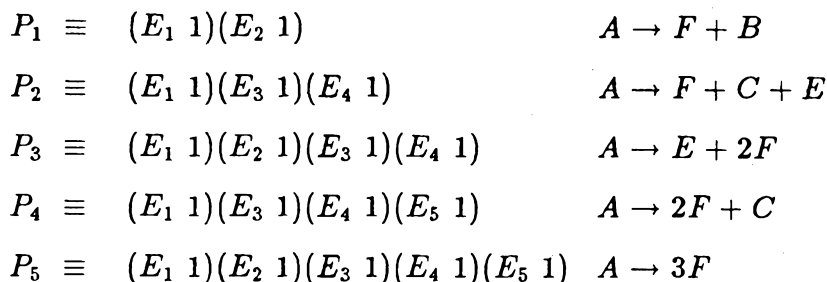 P₁ ≡ (E₁ 1)(E₂ 1) A → F + B
P₂ ≡ (E₁ 1)(E₃ 1)(E₄ 1) A → F + C + E
P₃ ≡ (E₁ 1)(E₂ 1)(E₃ 1)(E₄ 1) A → E + 2F
P₄ ≡ (E₁ 1)(E₃ 1)(E₄ 1)(E₅ 1) A → 2F + C
P₅ ≡ (E₁ 1)(E₂ 1)(E₃ 1)(E₄ 1)(E₅ 1) A → 3F